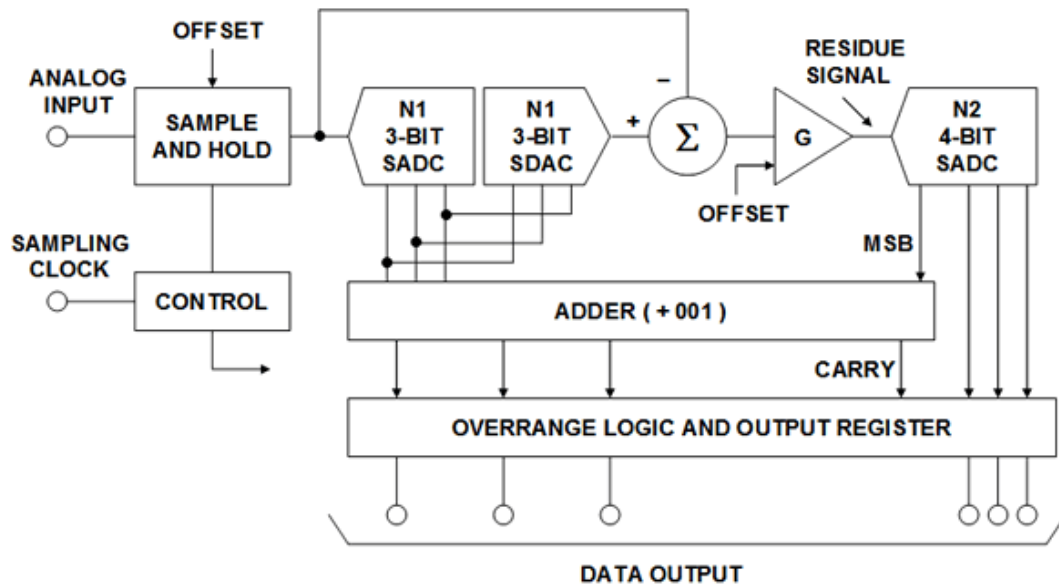 OFFSET
ANALOG
INPUT
SAMPLE
AND HOLD
N1
3-BIT
SADC
N1
3-BIT
SDAC
+
–
Σ
G
OFFSET
RESIDUE
SIGNAL
N2
4-BIT
SADC
MSB
SAMPLING
CLOCK
CONTROL
ADDER ( + 001 )
CARRY
OVERRANGE LOGIC AND OUTPUT REGISTER
DATA OUTPUT